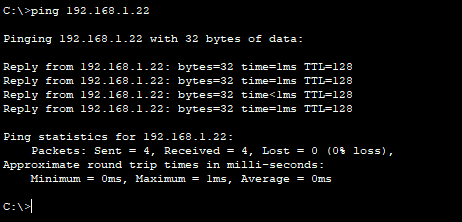 C:\>ping 192.168.1.22
Pinging 192.168.1.22 with 32 bytes of data:
Reply from 192.168.1.22: bytes=32 time=1ms TTL=128
Reply from 192.168.1.22: bytes=32 time=1ms TTL=128
Reply from 192.168.1.22: bytes=32 time<1ms TTL=128
Reply from 192.168.1.22: bytes=32 time=1ms TTL=128
Ping statistics for 192.168.1.22:
    Packets: Sent = 4, Received = 4, Lost = 0 (0% loss),
Approximate round trip times in milli-seconds:
    Minimum = 0ms, Maximum = 1ms, Average = 0ms
C:\>